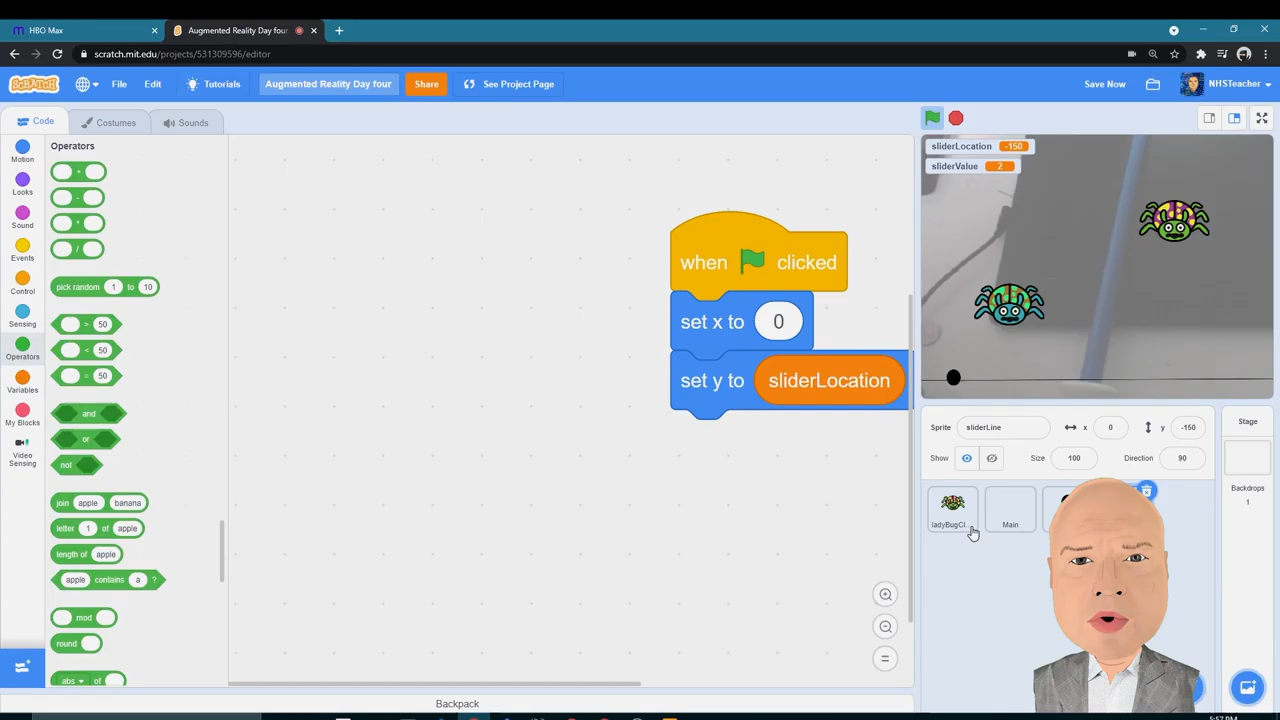 HBO Max
Augmented Reality Day four
scratch.mit.edu/projects/531309596/editor
SCRATCH
File
Edit
Tutorials
Augmented Reality Day four
Share
See Project Page
Save Now
NHSTeacher
Code
Costumes
Sounds
Motion
Looks
Sound
Events
Control
Sensing
Operators
Variables
My Blocks
Video
Sensing
Operators
+
-
*
/
pick random 1 to 10
> 50
< 50
= 50
and
or
not
join apple banana
letter 1 of apple
length of apple
apple contains a ?
mod
round
abs of
when clicked
set x to 0
set y to sliderLocation
Backpack
sliderLocation -150
sliderValue 2
Sprite sliderLine x 0 y -150
Show Size 100 Direction 90
ladyBugCl...
Main
Stage
Backdrops
1
5:57 PM